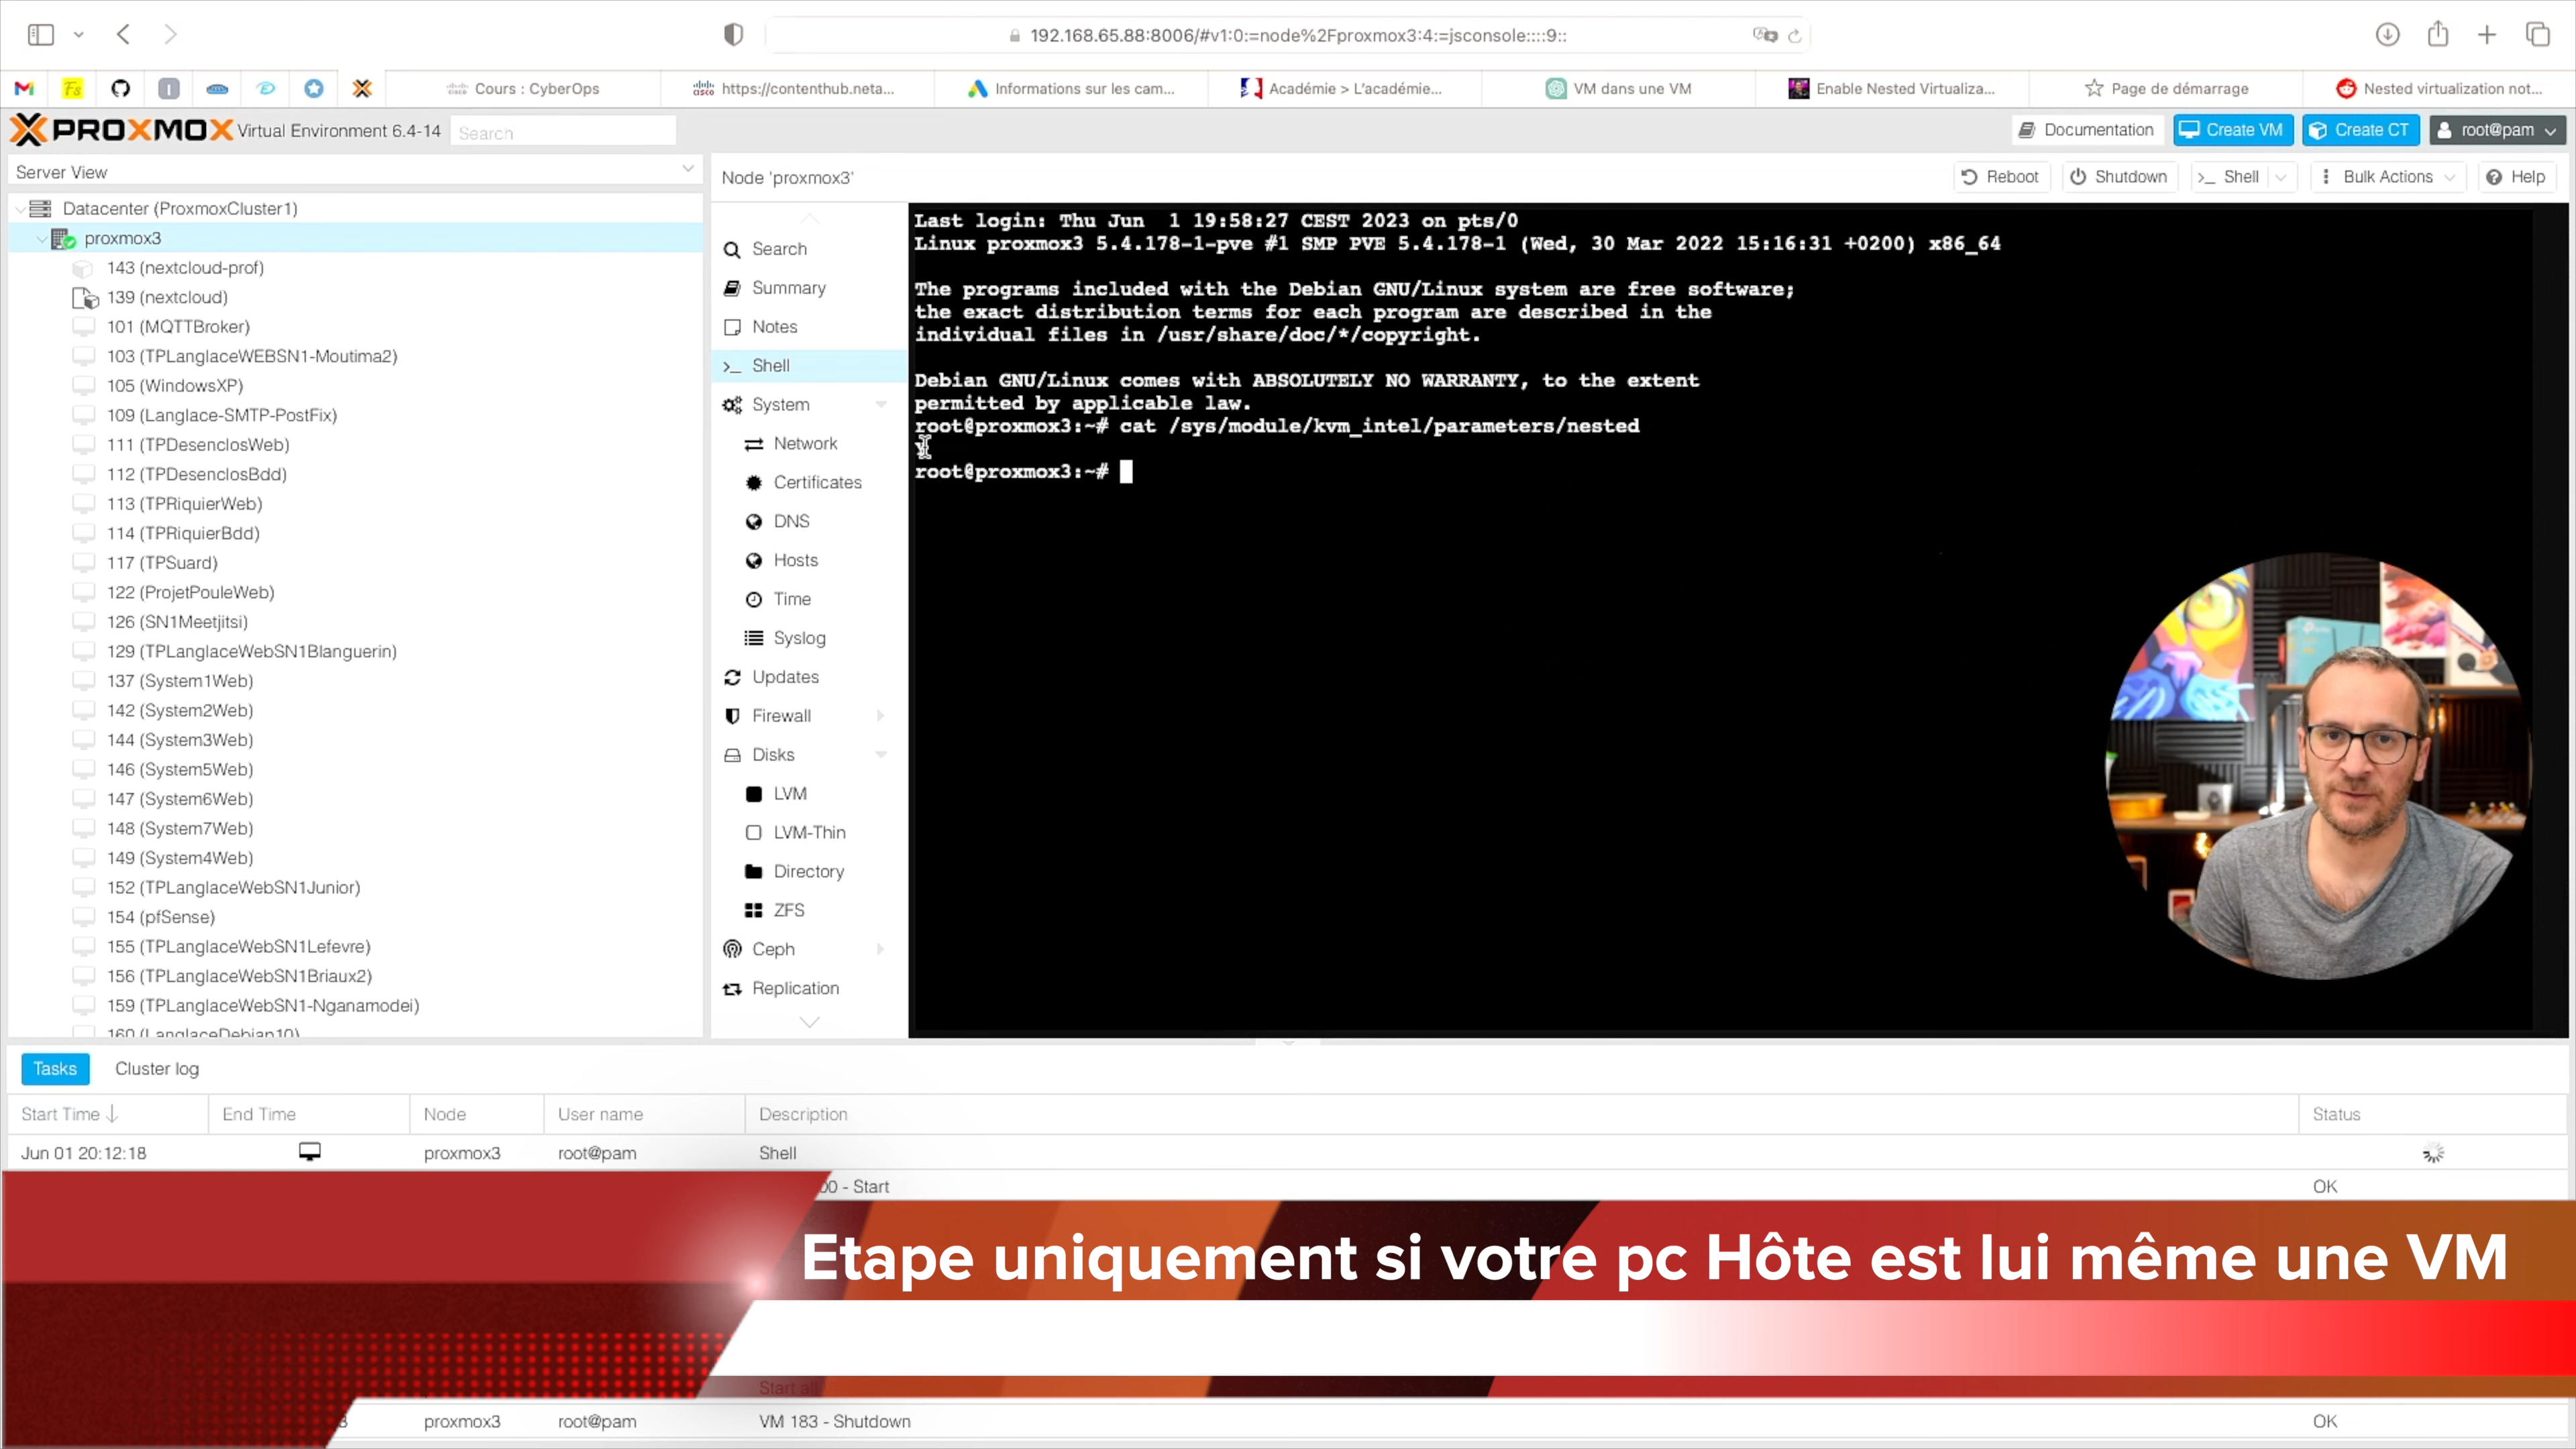 192.168.65.88:8006/#v1:0:=node%2Fproxmox3:4:=jsconsole::::9::
Fs
Cours : CyberOps
https://contenthub.neta...
Informations sur les cam...
Académie > L'académie...
VM dans une VM
Enable Nested Virtualiza...
Page de démarrage
Nested virtualization not...
PROXMOX Virtual Environment 6.4-14
Search
Documentation
Create VM
Create CT
root@pam
Server View
Datacenter (ProxmoxCluster1)
proxmox3
143 (nextcloud-prof)
139 (nextcloud)
101 (MQTTBroker)
103 (TPLanglaceWEBSN1-Moutima2)
105 (WindowsXP)
109 (Langlace-SMTP-PostFix)
111 (TPDesenclosWeb)
112 (TPDesenclosBdd)
113 (TPRiquierWeb)
114 (TPRiquierBdd)
117 (TPSuard)
122 (ProjetPouleWeb)
126 (SN1Meetjitsi)
129 (TPLanglaceWebSN1Blanguerin)
137 (System1Web)
142 (System2Web)
144 (System3Web)
146 (System5Web)
147 (System6Web)
148 (System7Web)
149 (System4Web)
152 (TPLanglaceWebSN1Junior)
154 (pfSense)
155 (TPLanglaceWebSN1Lefevre)
156 (TPLanglaceWebSN1Briaux2)
159 (TPLanglaceWebSN1-Nganamodei)
160 (LanglaceDebian10)
Node 'proxmox3'
Reboot
Shutdown
Shell
Bulk Actions
Help
Search
Summary
Notes
Shell
System
Network
Certificates
DNS
Hosts
Time
Syslog
Updates
Firewall
Disks
LVM
LVM-Thin
Directory
ZFS
Ceph
Replication
Last login: Thu Jun  1 19:58:27 CEST 2023 on pts/0
Linux proxmox3 5.4.178-1-pve #1 SMP PVE 5.4.178-1 (Wed, 30 Mar 2022 15:16:31 +0200) x86_64
The programs included with the Debian GNU/Linux system are free software;
the exact distribution terms for each program are described in the
individual files in /usr/share/doc/*/copyright.
Debian GNU/Linux comes with ABSOLUTELY NO WARRANTY, to the extent
permitted by applicable law.
root@proxmox3:~# cat /sys/module/kvm_intel/parameters/nested
root@proxmox3:~#
Tasks
Cluster log
Start Time
End Time
Node
User name
Description
Status
Jun 01 20:12:18
proxmox3
root@pam
Shell
00 - Start
OK
Etape uniquement si votre pc Hôte est lui même une VM
Start all
proxmox3
root@pam
VM 183 - Shutdown
OK